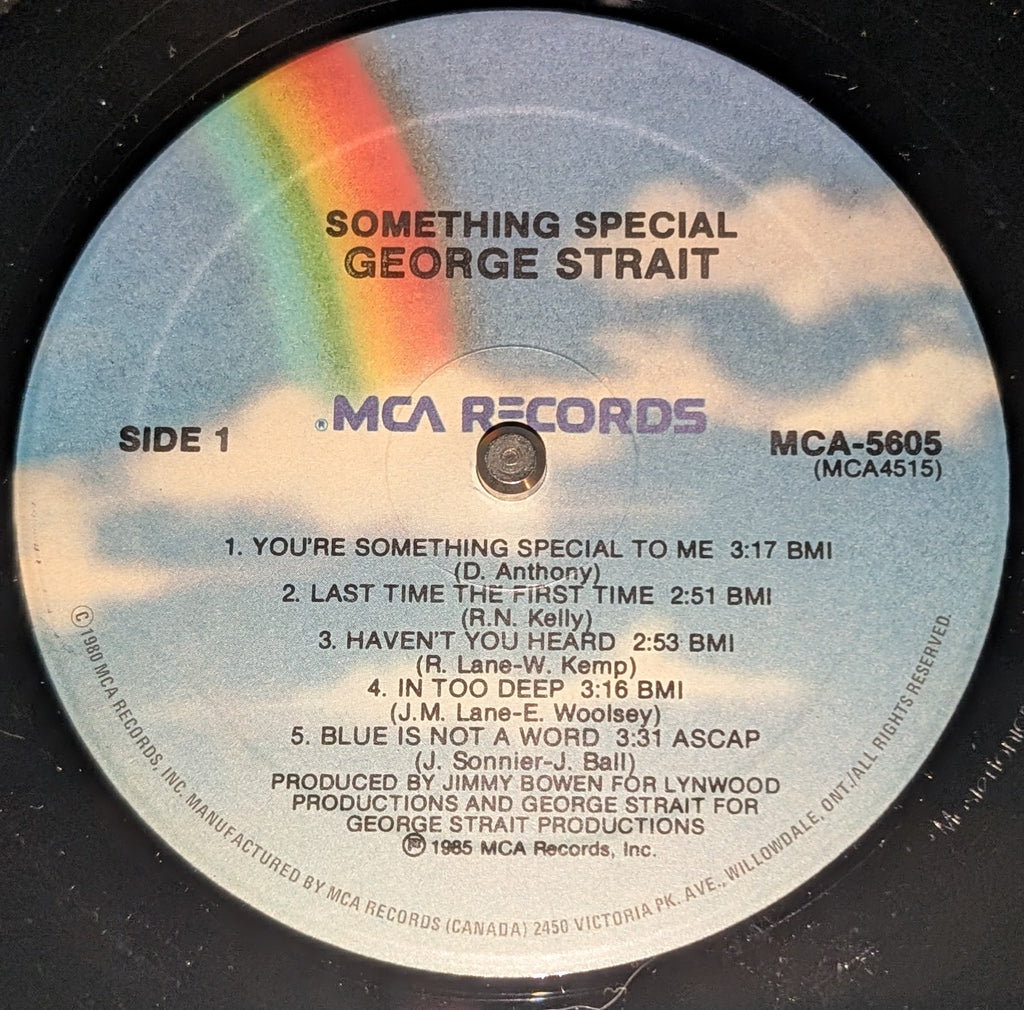 SOMETHING SPECIAL
GEORGE STRAIT
® MCA RECORDS
SIDE 1
MCA-5605
(MCA4515)
1. YOU'RE SOMETHING SPECIAL TO ME 3:17 BMI
(D. Anthony)
2. LAST TIME THE FIRST TIME 2:51 BMI
(R.N. Kelly)
3. HAVEN'T YOU HEARD 2:53 BMI
(R. Lane-W. Kemp)
4. IN TOO DEEP 3:16 BMI
(J.M. Lane-E. Woolsey)
5. BLUE IS NOT A WORD 3:31 ASCAP
(J. Sonnier-J. Ball)
PRODUCED BY JIMMY BOWEN FOR LYNWOOD
PRODUCTIONS AND GEORGE STRAIT FOR
GEORGE STRAIT PRODUCTIONS
℗ 1985 MCA Records, Inc.
© 1980 MCA RECORDS, INC. MANUFACTURED BY MCA RECORDS (CANADA) 2450 VICTORIA PK. AVE., WILLOWDALE, ONT./ALL RIGHTS RESERVED.